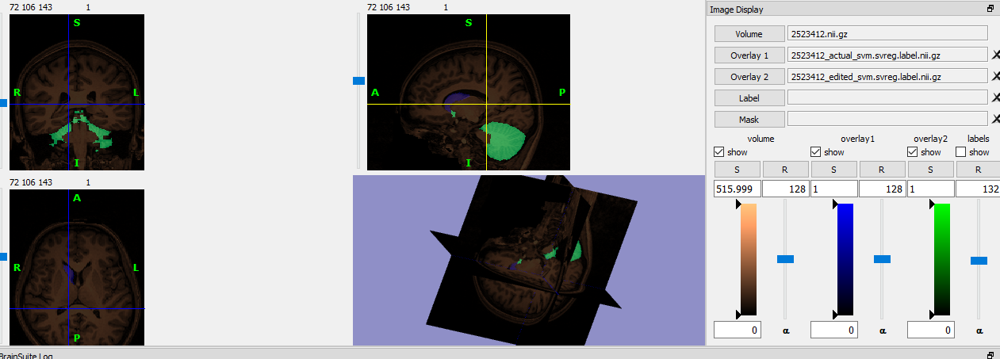 72 106 143 1
S
R L
I
72 106 143 1
S
A P
I
72 106 143 1
A
R L
P
Image Display
Volume 2523412.nii.gz
Overlay 1 2523412_actual_svm.svreg.label.nii.gz
Overlay 2 2523412_edited_svm.svreg.label.nii.gz
Label
Mask
volume overlay1 overlay2 labels
show show show show
S R S R S R
515.999 128 1 128 1 132
0 α 0 α 0 α
BrainSuite Log